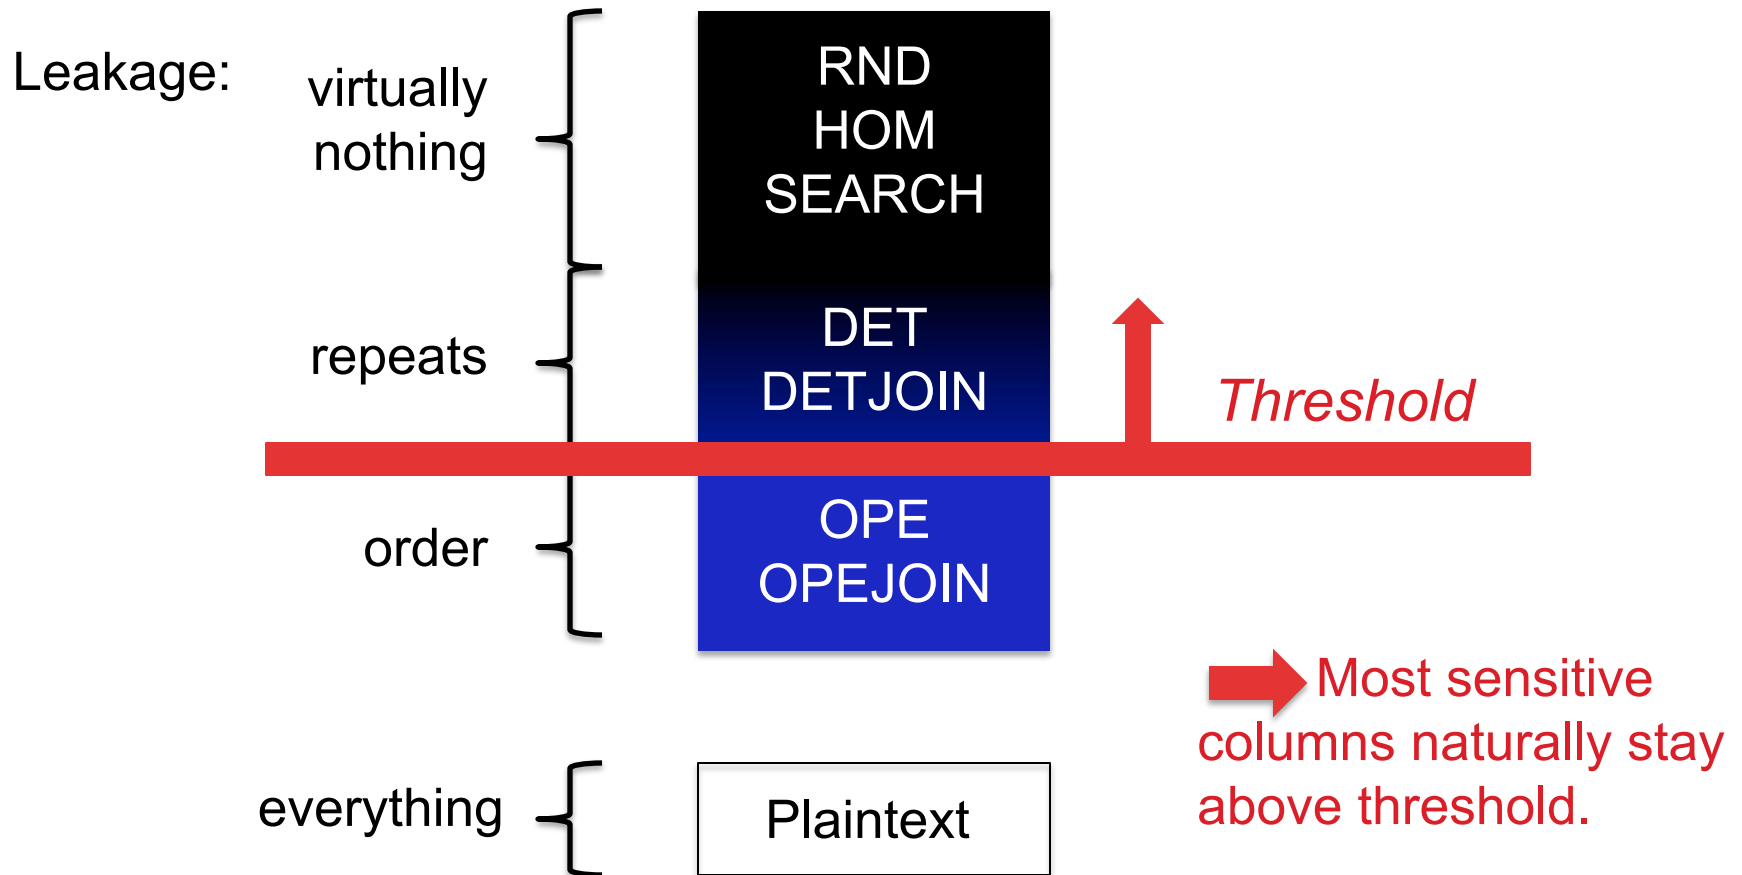 Leakage:
virtually
nothing
RND
HOM
SEARCH
repeats
DET
DETJOIN
Threshold
order
OPE
OPEJOIN
Most sensitive
columns naturally stay
above threshold.
everything
Plaintext